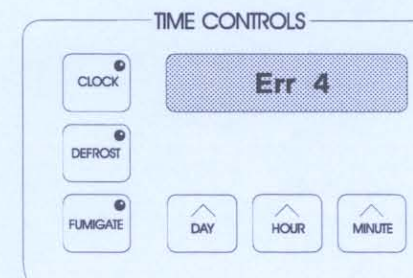 TIME CONTROLS
CLOCK
Err 4
DEFROST
FUMIGATE
DAY
HOUR
MINUTE